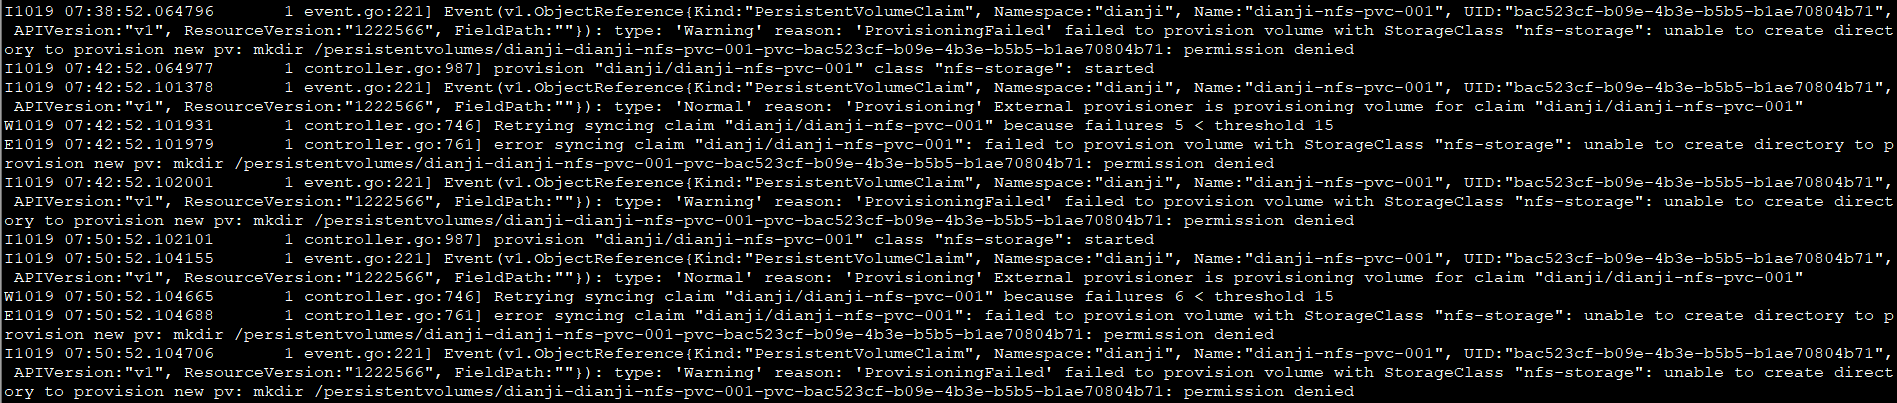 I1019 07:38:52.064796       1 event.go:221] Event(v1.ObjectReference{Kind:"PersistentVolumeClaim", Namespace:"dianji", Name:"dianji-nfs-pvc-001", UID:"bac523cf-b09e-4b3e-b5b5-b1ae70804b71",
 APIVersion:"v1", ResourceVersion:"1222566", FieldPath:""}): type: 'Warning' reason: 'ProvisioningFailed' failed to provision volume with StorageClass "nfs-storage": unable to create direct
ory to provision new pv: mkdir /persistentvolumes/dianji-dianji-nfs-pvc-001-pvc-bac523cf-b09e-4b3e-b5b5-b1ae70804b71: permission denied
I1019 07:42:52.064977       1 controller.go:987] provision "dianji/dianji-nfs-pvc-001" class "nfs-storage": started
I1019 07:42:52.101378       1 event.go:221] Event(v1.ObjectReference{Kind:"PersistentVolumeClaim", Namespace:"dianji", Name:"dianji-nfs-pvc-001", UID:"bac523cf-b09e-4b3e-b5b5-b1ae70804b71",
 APIVersion:"v1", ResourceVersion:"1222566", FieldPath:""}): type: 'Normal' reason: 'Provisioning' External provisioner is provisioning volume for claim "dianji/dianji-nfs-pvc-001"
W1019 07:42:52.101931       1 controller.go:746] Retrying syncing claim "dianji/dianji-nfs-pvc-001" because failures 5 < threshold 15
E1019 07:42:52.101979       1 controller.go:761] error syncing claim "dianji/dianji-nfs-pvc-001": failed to provision volume with StorageClass "nfs-storage": unable to create directory to p
rovision new pv: mkdir /persistentvolumes/dianji-dianji-nfs-pvc-001-pvc-bac523cf-b09e-4b3e-b5b5-b1ae70804b71: permission denied
I1019 07:42:52.102001       1 event.go:221] Event(v1.ObjectReference{Kind:"PersistentVolumeClaim", Namespace:"dianji", Name:"dianji-nfs-pvc-001", UID:"bac523cf-b09e-4b3e-b5b5-b1ae70804b71",
 APIVersion:"v1", ResourceVersion:"1222566", FieldPath:""}): type: 'Warning' reason: 'ProvisioningFailed' failed to provision volume with StorageClass "nfs-storage": unable to create direct
ory to provision new pv: mkdir /persistentvolumes/dianji-dianji-nfs-pvc-001-pvc-bac523cf-b09e-4b3e-b5b5-b1ae70804b71: permission denied
I1019 07:50:52.102101       1 controller.go:987] provision "dianji/dianji-nfs-pvc-001" class "nfs-storage": started
I1019 07:50:52.104155       1 event.go:221] Event(v1.ObjectReference{Kind:"PersistentVolumeClaim", Namespace:"dianji", Name:"dianji-nfs-pvc-001", UID:"bac523cf-b09e-4b3e-b5b5-b1ae70804b71",
 APIVersion:"v1", ResourceVersion:"1222566", FieldPath:""}): type: 'Normal' reason: 'Provisioning' External provisioner is provisioning volume for claim "dianji/dianji-nfs-pvc-001"
W1019 07:50:52.104665       1 controller.go:746] Retrying syncing claim "dianji/dianji-nfs-pvc-001" because failures 6 < threshold 15
E1019 07:50:52.104688       1 controller.go:761] error syncing claim "dianji/dianji-nfs-pvc-001": failed to provision volume with StorageClass "nfs-storage": unable to create directory to p
rovision new pv: mkdir /persistentvolumes/dianji-dianji-nfs-pvc-001-pvc-bac523cf-b09e-4b3e-b5b5-b1ae70804b71: permission denied
I1019 07:50:52.104706       1 event.go:221] Event(v1.ObjectReference{Kind:"PersistentVolumeClaim", Namespace:"dianji", Name:"dianji-nfs-pvc-001", UID:"bac523cf-b09e-4b3e-b5b5-b1ae70804b71",
 APIVersion:"v1", ResourceVersion:"1222566", FieldPath:""}): type: 'Warning' reason: 'ProvisioningFailed' failed to provision volume with StorageClass "nfs-storage": unable to create direct
ory to provision new pv: mkdir /persistentvolumes/dianji-dianji-nfs-pvc-001-pvc-bac523cf-b09e-4b3e-b5b5-b1ae70804b71: permission denied